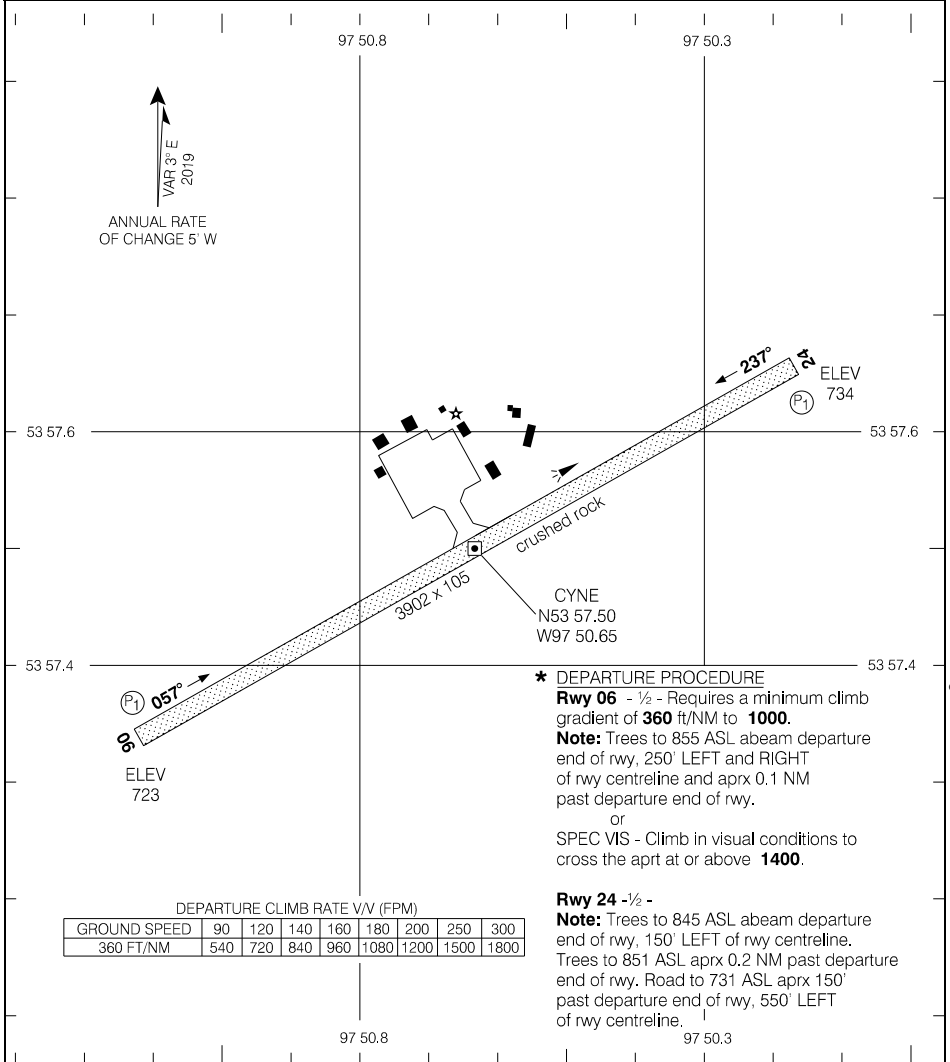 97 50.8
97 50.3
VAR 3° E
2019
ANNUAL RATE
OF CHANGE 5' W
237°
24
ELEV
734
P1
53 57.6
53 57.6
crushed rock
3902 x 105
CYNE
N53 57.50
W97 50.65
53 57.4
53 57.4
P1
057°
06
ELEV
723
* DEPARTURE PROCEDURE
Rwy 06 - ½ - Requires a minimum climb
gradient of 360 ft/NM to 1000.
Note: Trees to 855 ASL abeam departure
end of rwy, 250' LEFT and RIGHT
of rwy centreline and aprx 0.1 NM
past departure end of rwy.
or
SPEC VIS - Climb in visual conditions to
cross the aprt at or above 1400.
Rwy 24 -½ -
Note: Trees to 845 ASL abeam departure
end of rwy, 150' LEFT of rwy centreline.
Trees to 851 ASL aprx 0.2 NM past departure
end of rwy. Road to 731 ASL aprx 150'
past departure end of rwy, 550' LEFT
of rwy centreline.
DEPARTURE CLIMB RATE V/V (FPM)
GROUND SPEED 90 120 140 160 180 200 250 300
360 FT/NM 540 720 840 960 1080 1200 1500 1800
97 50.8
97 50.3